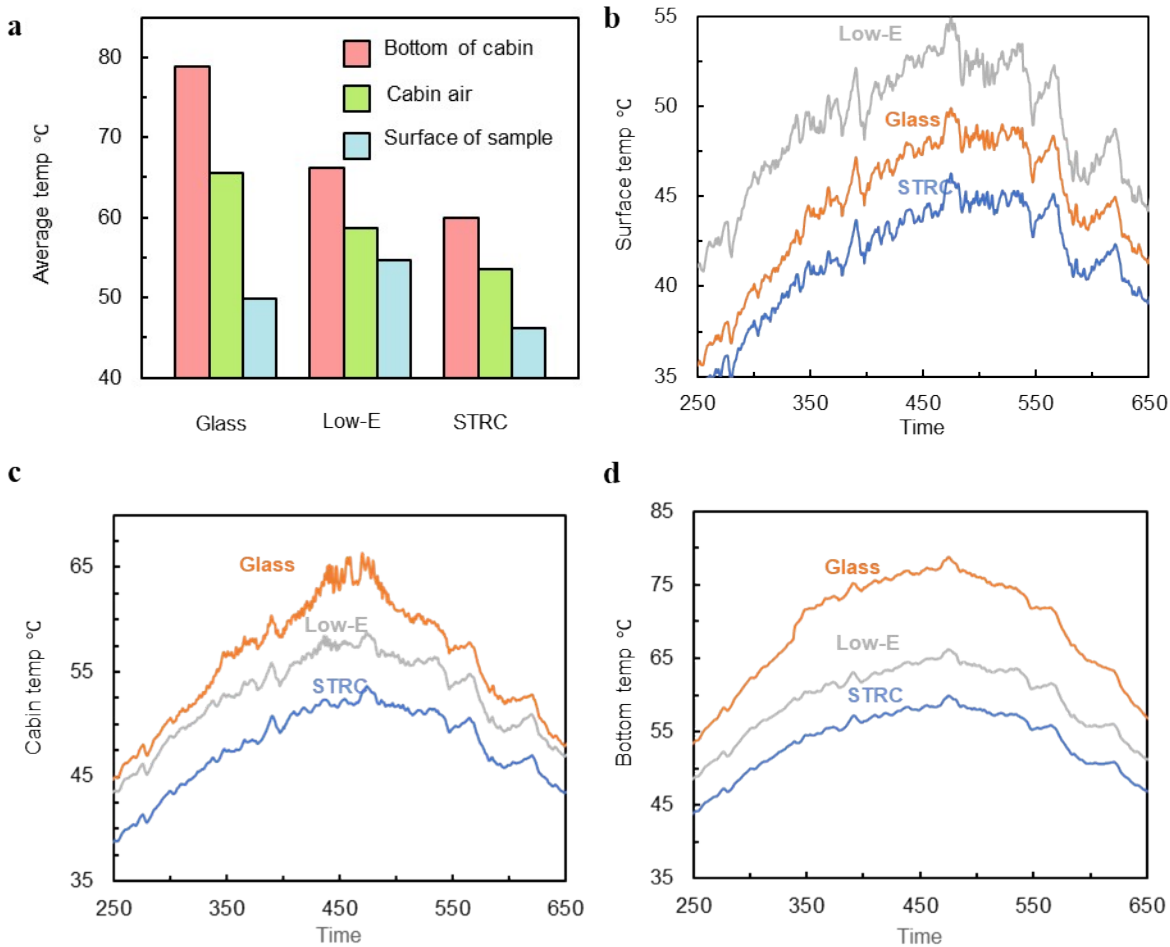 a
Average temp ℃
80
70
60
50
40
Bottom of cabin
Cabin air
Surface of sample
Glass
Low-E
STRC
b
Surface temp ℃
55
50
45
40
35
Low-E
Glass
STRC
250
350
450
550
650
Time
c
Cabin temp ℃
65
55
45
35
Glass
Low-E
STRC
250
350
450
550
650
Time
d
Bottom temp ℃
85
75
65
55
45
35
Glass
Low-E
STRC
250
350
450
550
650
Time